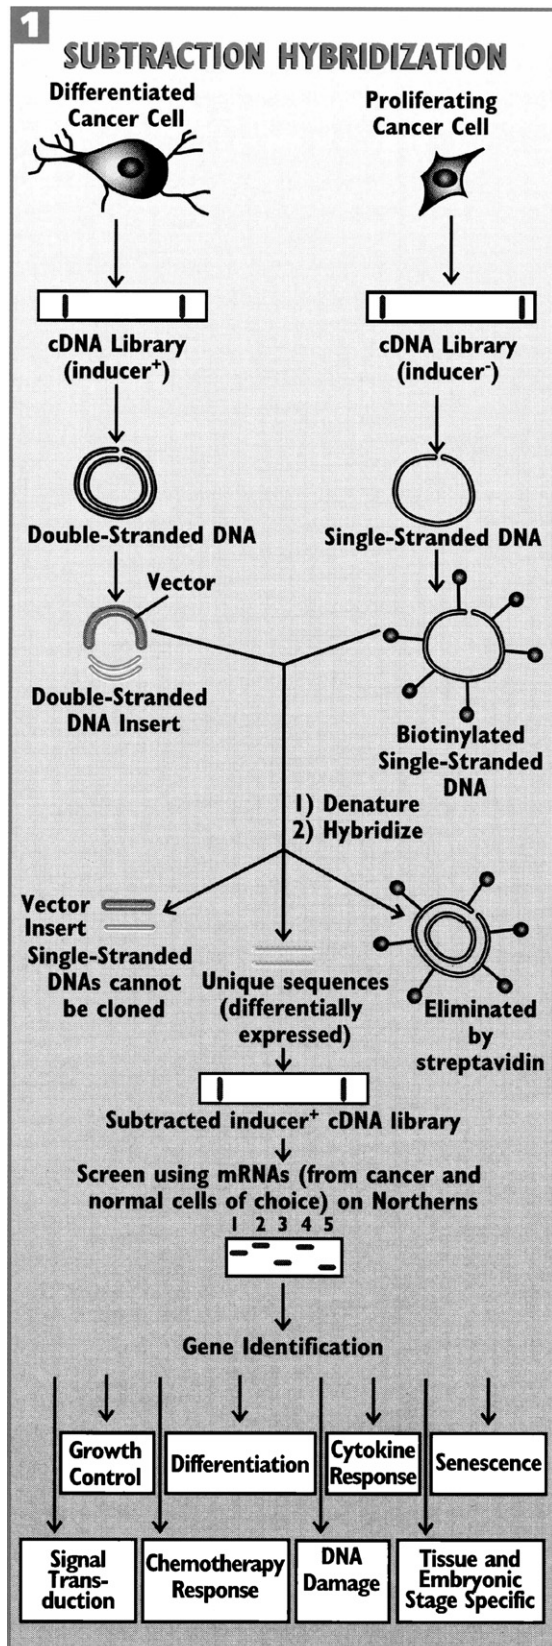 1
SUBTRACTION HYBRIDIZATION
Differentiated
Cancer Cell
Proliferating
Cancer Cell
cDNA Library
(inducer⁺)
cDNA Library
(inducer⁻)
Double-Stranded DNA
Single-Stranded DNA
Vector
Double-Stranded
DNA Insert
Biotinylated
Single-Stranded
DNA
1) Denature
2) Hybridize
Vector
Insert
Single-Stranded
DNAs cannot
be cloned
Unique sequences
(differentially
expressed)
Eliminated
by
streptavidin
Subtracted inducer⁺ cDNA library
Screen using mRNAs (from cancer and
normal cells of choice) on Northerns
1 2 3 4 5
Gene Identification
Growth
Control
Differentiation
Cytokine
Response
Senescence
Signal
Trans-
duction
Chemotherapy
Response
DNA
Damage
Tissue and
Embryonic
Stage Specific